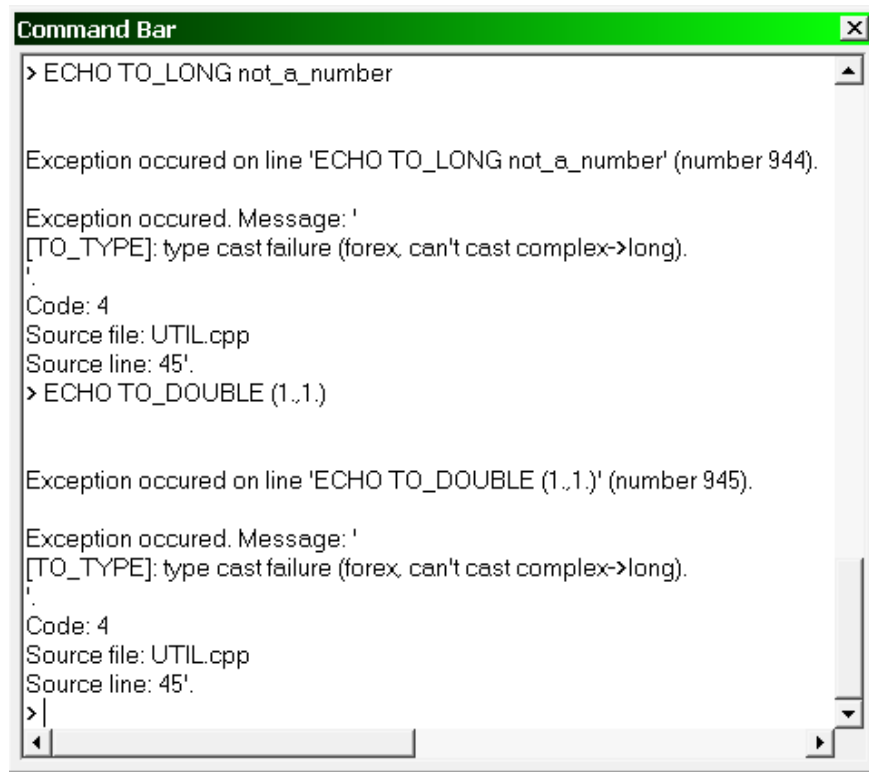 Command Bar
> ECHO TO_LONG not_a_number
Exception occured on line 'ECHO TO_LONG not_a_number' (number 944).
Exception occured. Message: '
[TO_TYPE]: type cast failure (forex, can't cast complex->long).
'.
Code: 4
Source file: UTIL.cpp
Source line: 45'.
> ECHO TO_DOUBLE (1.,1.)
Exception occured on line 'ECHO TO_DOUBLE (1.,1.)' (number 945).
Exception occured. Message: '
[TO_TYPE]: type cast failure (forex, can't cast complex->long).
'.
Code: 4
Source file: UTIL.cpp
Source line: 45'.
>